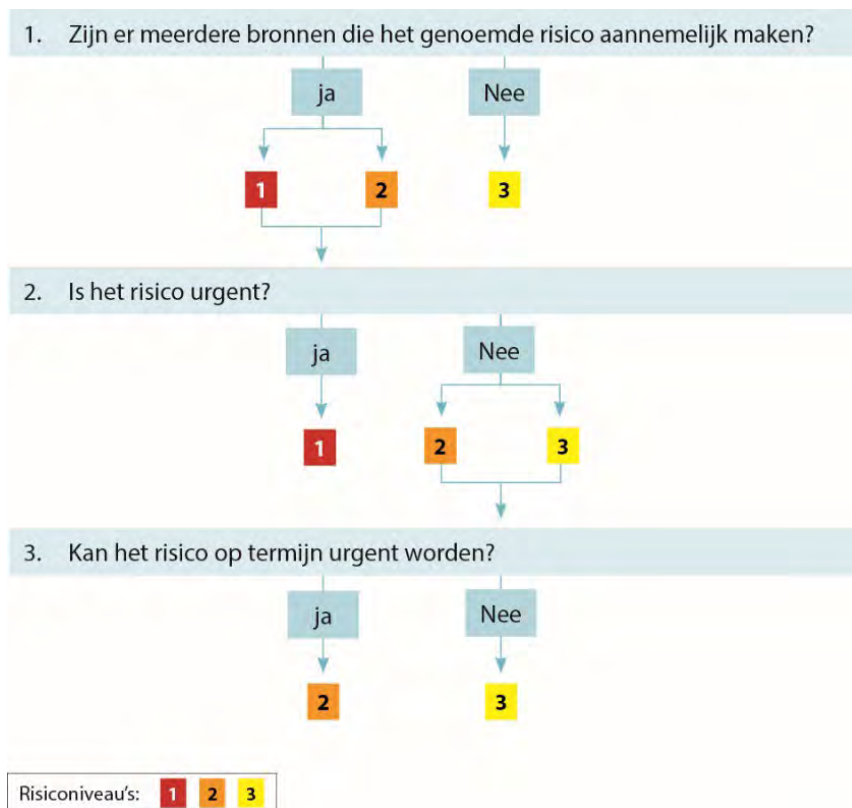 1. Zijn er meerdere bronnen die het genoemde risico aannemelijk maken?
ja Nee
1 2 3
2. Is het risico urgent?
ja Nee
1 2 3
3. Kan het risico op termijn urgent worden?
ja Nee
2 3
Risiconiveau's: 1 2 3